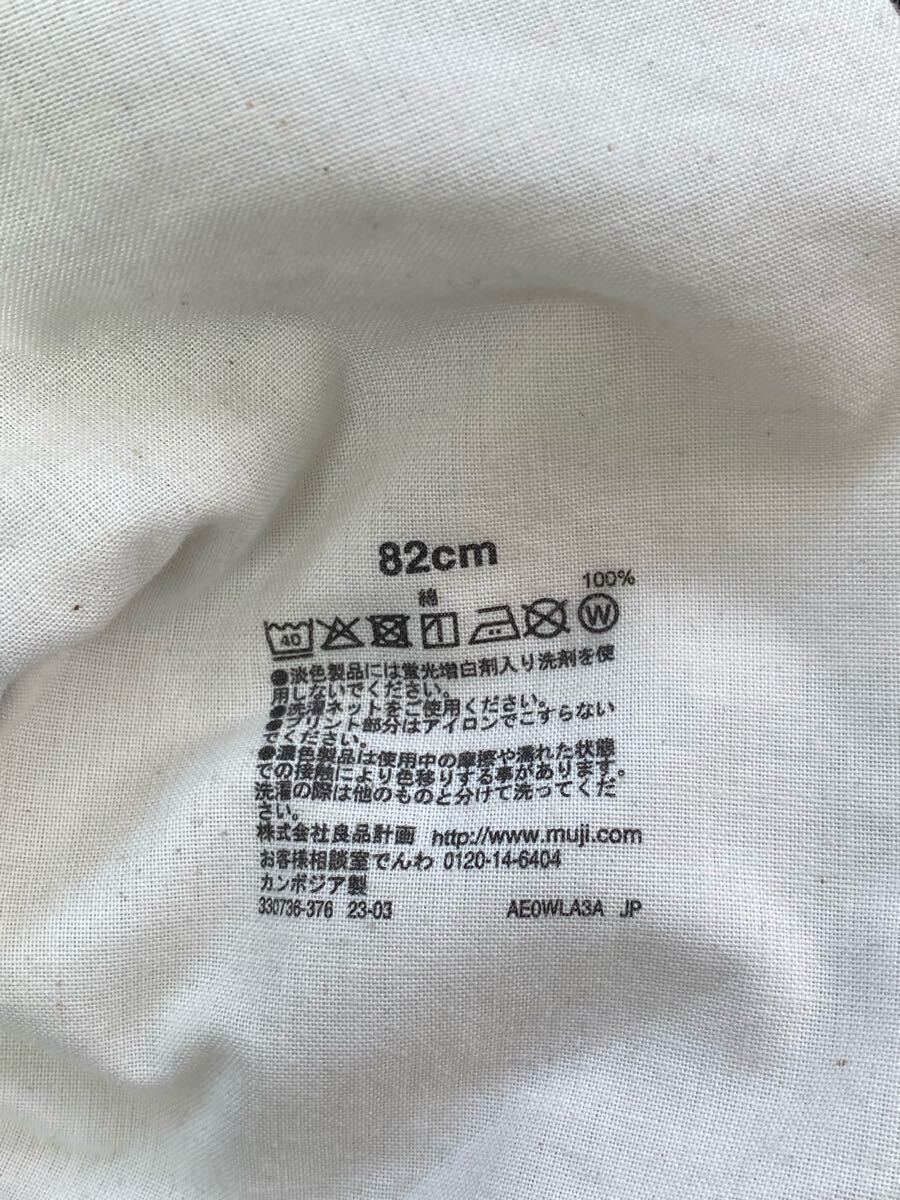 82cm
綿 100%
40 W
●淡色製品には蛍光増白剤入り洗剤を使
用しないでください。
●洗濯ネットをご使用ください。
●プリント部分はアイロンでこすらない
でください。
●濃色製品は使用中の摩擦や濡れた状態
での接触により色移りする事があります。
洗濯の際は他のものと分けて洗ってくだ
さい。
株式会社良品計画 http://www.muji.com
お客様相談室でんわ 0120-14-6404
カンボジア製
330736-376 23-03 AE0WLA3A JP